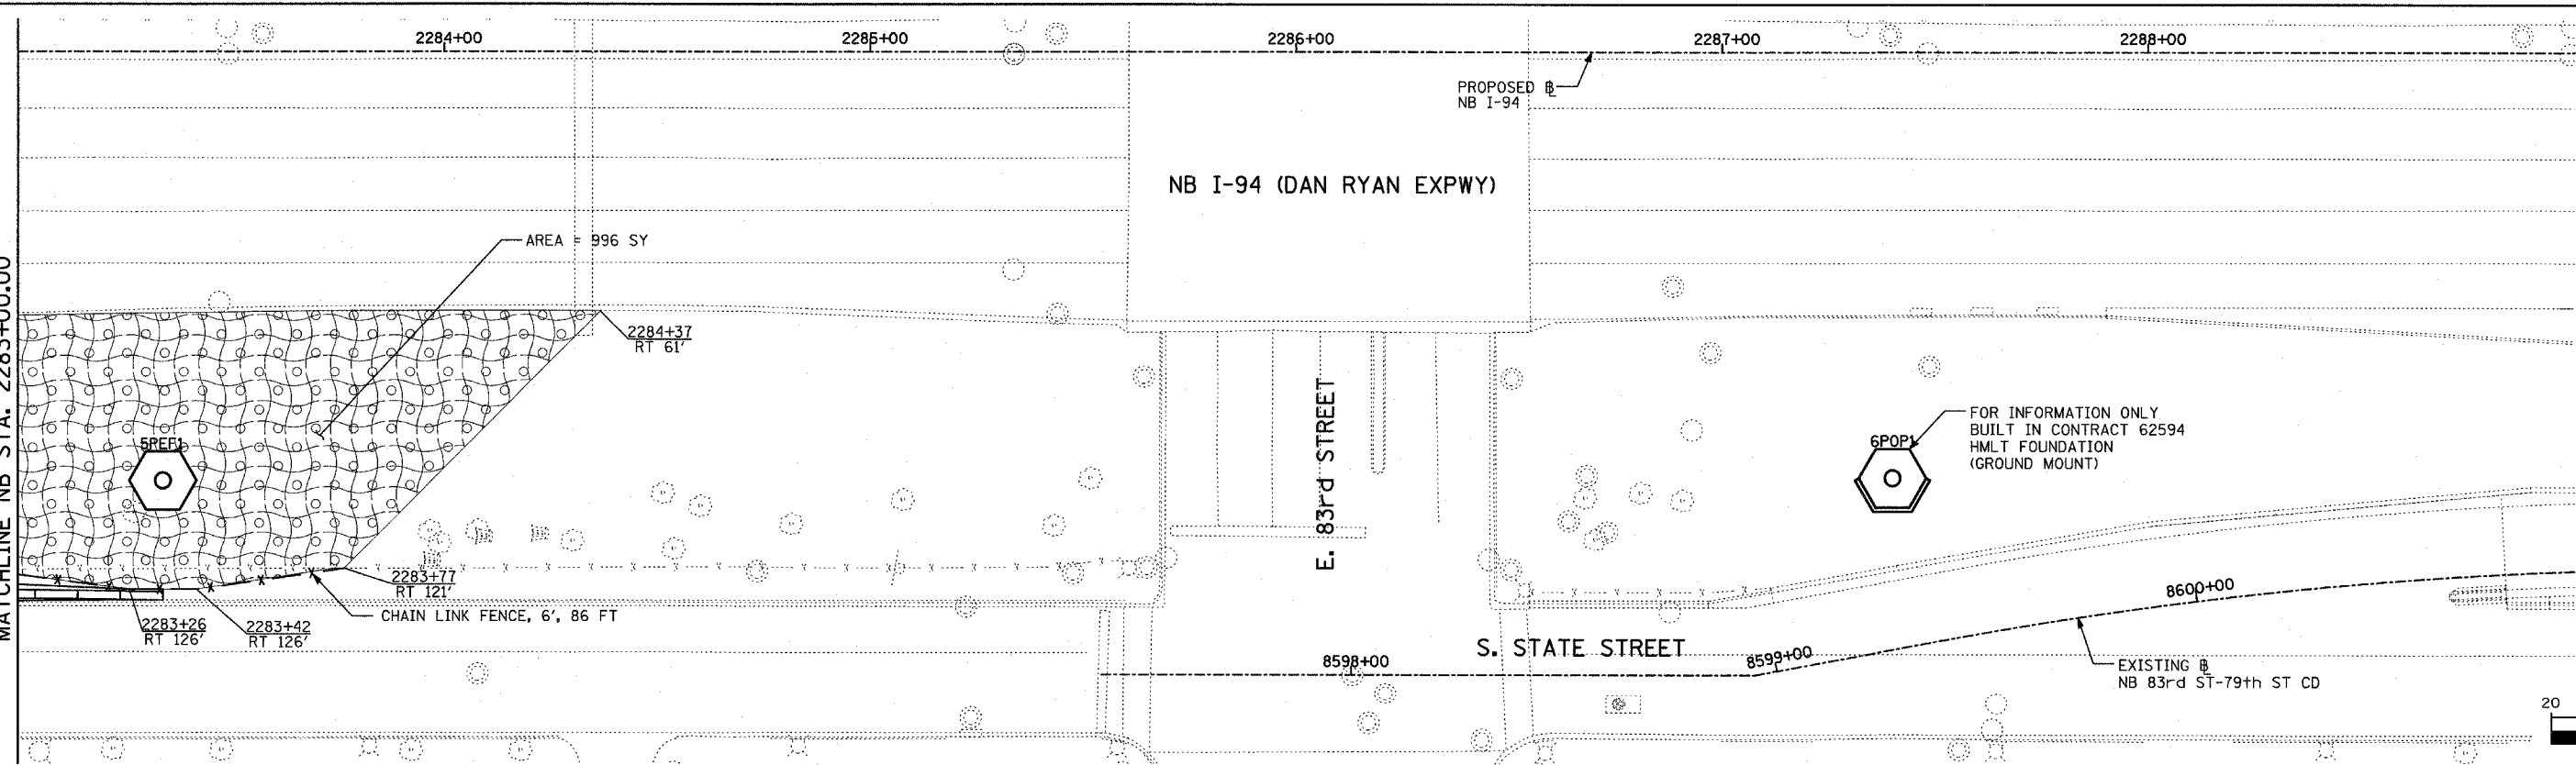 2284+00
2285+00
2286+00
2287+00
2288+00
PROPOSED ⅊
NB I-94
NB I-94 (DAN RYAN EXPWY)
AREA = 996 SY
MATCHLINE NB STA. 2283+00.00
2284+37
RT 61'
E. 83rd STREET
5REF1
6POP1
FOR INFORMATION ONLY
BUILT IN CONTRACT 62594
HMLT FOUNDATION
(GROUND MOUNT)
2283+77
RT 121'
CHAIN LINK FENCE, 6', 86 FT
2283+26
RT 126'
2283+42
RT 126'
S. STATE STREET
8598+00
8599+00
8600+00
EXISTING ⅊
NB 83rd ST-79th ST CD
20